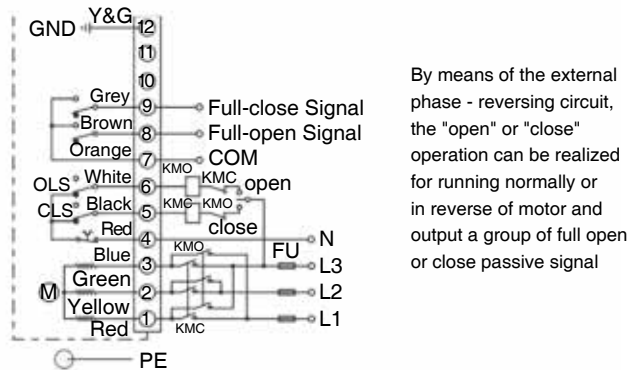 Y&G
GND 12
11
10
Grey 9 Full-close Signal
Brown 8 Full-open Signal
Orange 7 COM
KMO
OLS White 6 KMC open
CLS Black 5 KMC KMO
close
Red 4 N
Blue 3 KMO FU L3
M Green 2 L2
Yellow 1 L1
Red KMC
PE
By means of the external
phase - reversing circuit,
the "open" or "close"
operation can be realized
for running normally or
in reverse of motor and
output a group of full open
or close passive signal